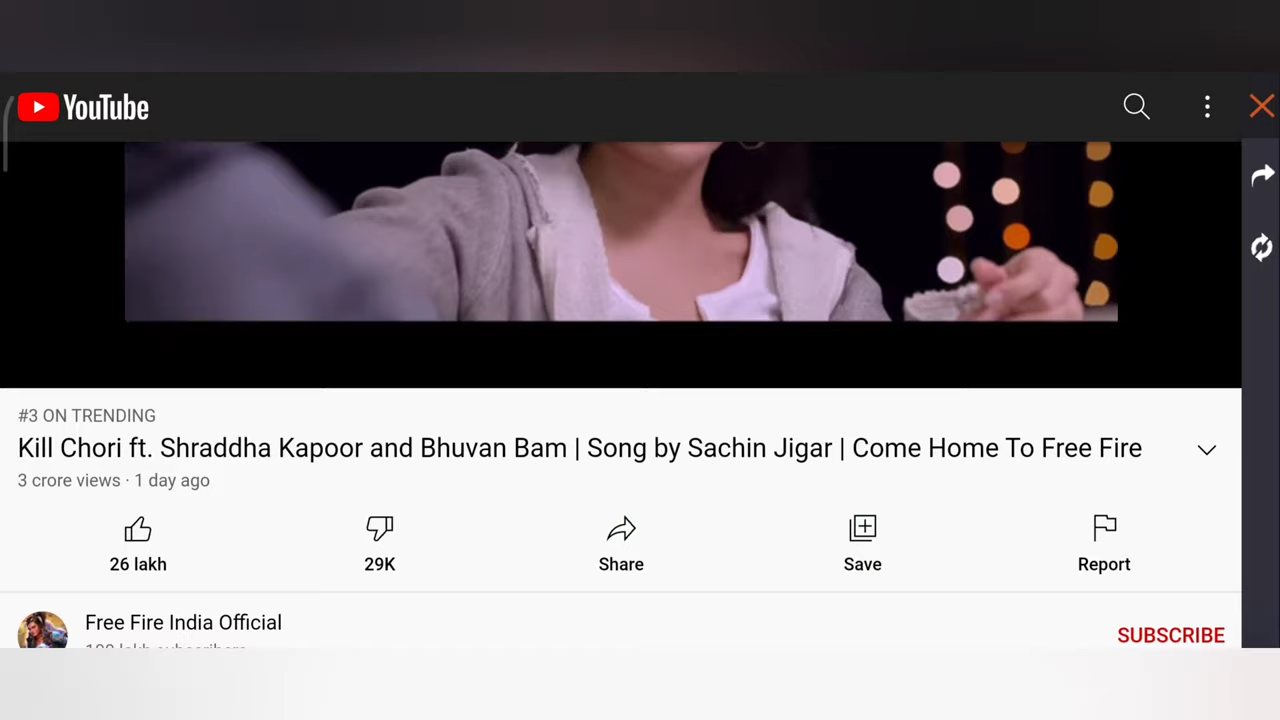 YouTube
#3 ON TRENDING
Kill Chori ft. Shraddha Kapoor and Bhuvan Bam | Song by Sachin Jigar | Come Home To Free Fire
3 crore views · 1 day ago
26 lakh
29K
Share
Save
Report
Free Fire India Official
SUBSCRIBE
lakh subscribers